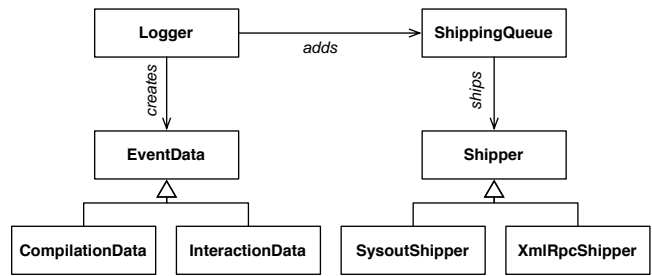 Logger
adds
ShippingQueue
creates
ships
EventData
Shipper
CompilationData
InteractionData
SysoutShipper
XmlRpcShipper